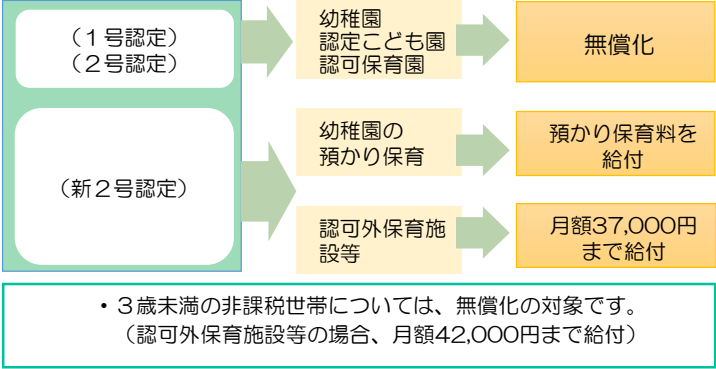 （１号認定）
（２号認定）
幼稚園
認定こども園
認可保育園
無償化
（新２号認定）
幼稚園の
預かり保育
預かり保育料を
給付
認可外保育施
設等
月額37,000円
まで給付
・３歳未満の非課税世帯については、無償化の対象です。
（認可外保育施設等の場合、月額42,000円まで給付）